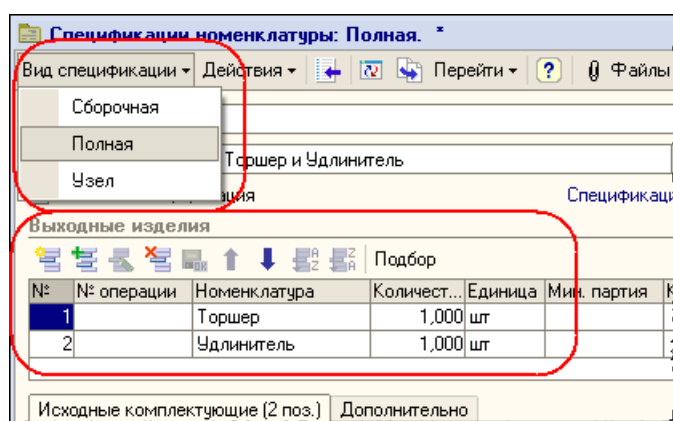 Спецификации номенклатуры: Полная. *
Вид спецификации Действия Перейти ? Файлы
Сборочная
Полная
Узел
Торшер и Удлинитель
Спецификаци
Выходные изделия
Подбор
№ № операции Номенклатура Количест... Единица Мин. партия К
1 Торшер 1,000 шт
2 Удлинитель 1,000 шт
Исходные комплектующие (2 поз.) Дополнительно